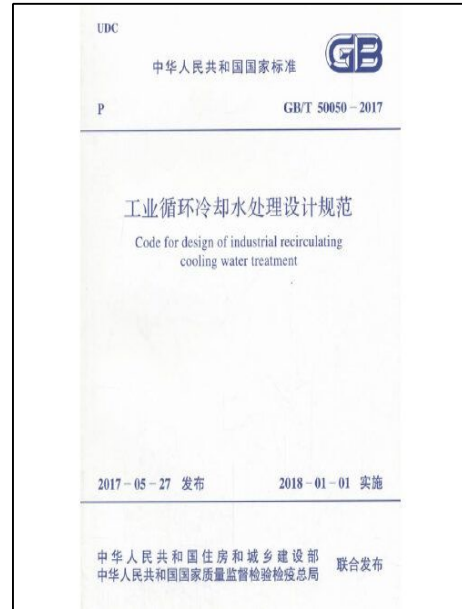 UDC
中华人民共和国国家标准 GB
P GB/T 50050-2017
工业循环冷却水处理设计规范
Code for design of industrial recirculating
cooling water treatment
2017-05-27 发布 2018-01-01 实施
中华人民共和国住房和城乡建设部
中华人民共和国国家质量监督检验检疫总局 联合发布